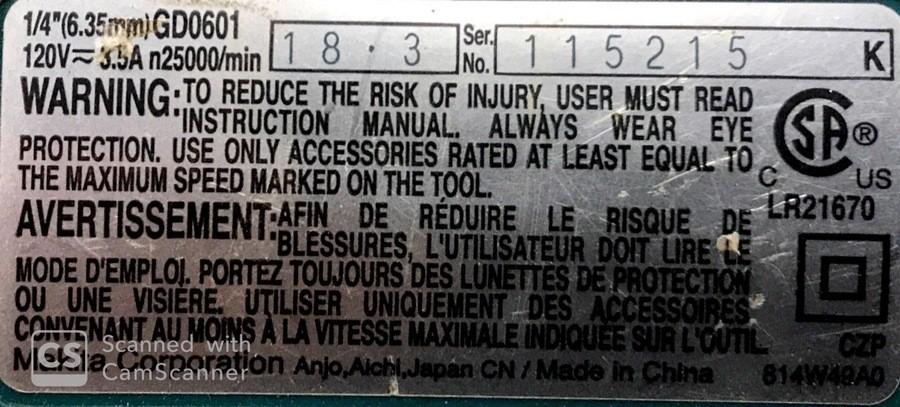 1/4"(6.35mm)GD0601
120V⎓ 3.5A n25000/min
18・3
Ser.
No.
115215
K
WARNING: TO REDUCE THE RISK OF INJURY, USER MUST READ
INSTRUCTION MANUAL. ALWAYS WEAR EYE
PROTECTION. USE ONLY ACCESSORIES RATED AT LEAST EQUAL TO
THE MAXIMUM SPEED MARKED ON THE TOOL.
SA ®
C US
LR21670
AVERTISSEMENT: AFIN DE RÉDUIRE LE RISQUE DE
BLESSURES, L'UTILISATEUR DOIT LIRE LE
MODE D'EMPLOI. PORTEZ TOUJOURS DES LUNETTES DE PROTECTION
OU UNE VISIÈRE. UTILISER UNIQUEMENT DES ACCESSOIRES
CONVENANT AU MOINS À LA VITESSE MAXIMALE INDIQUÉE SUR L'OUTIL.
CZP
Corporation Anjo,Aichi,Japan CN / Made in China
CS Scanned with
CamScanner